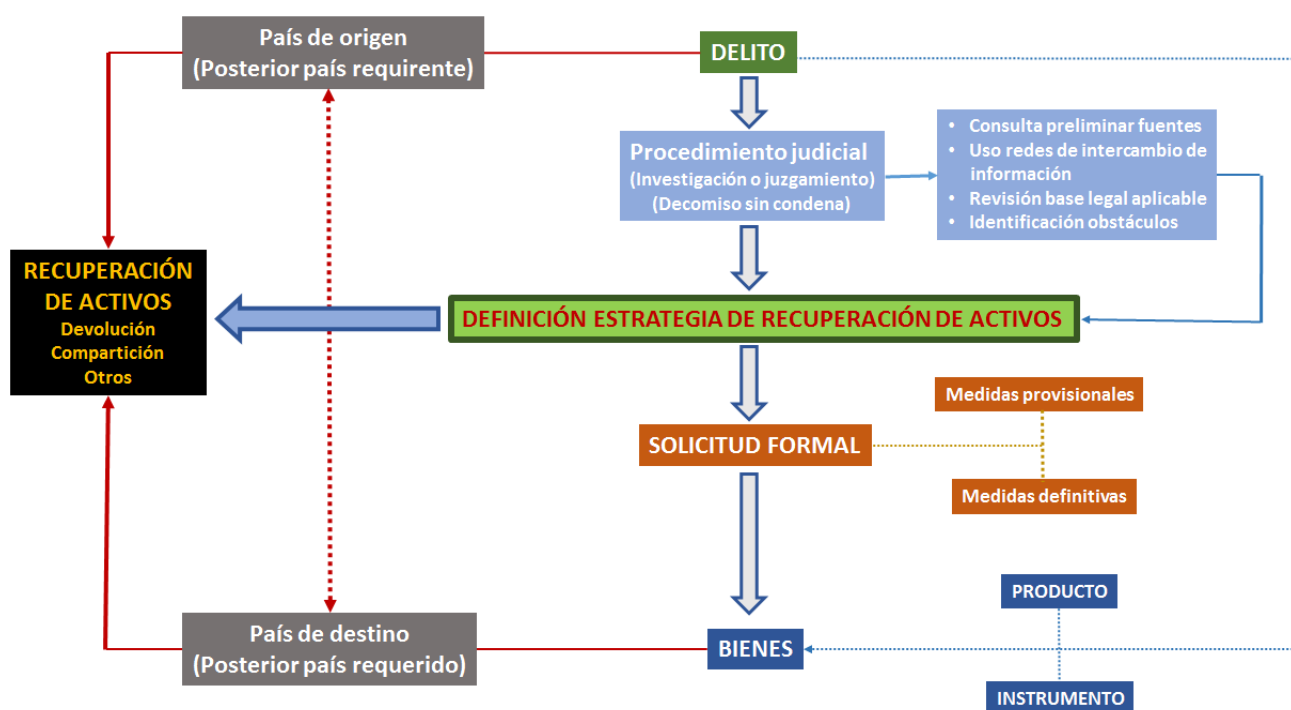 País de origen
(Posterior país requirente)
DELITO
Procedimiento judicial
(Investigación o juzgamiento)
(Decomiso sin condena)
• Consulta preliminar fuentes
• Uso redes de intercambio de
información
• Revisión base legal aplicable
• Identificación obstáculos
RECUPERACIÓN
DE ACTIVOS
Devolución
Compartición
Otros
DEFINICIÓN ESTRATEGIA DE RECUPERACIÓN DE ACTIVOS
Medidas provisionales
SOLICITUD FORMAL
Medidas definitivas
País de destino
(Posterior país requerido)
PRODUCTO
BIENES
INSTRUMENTO